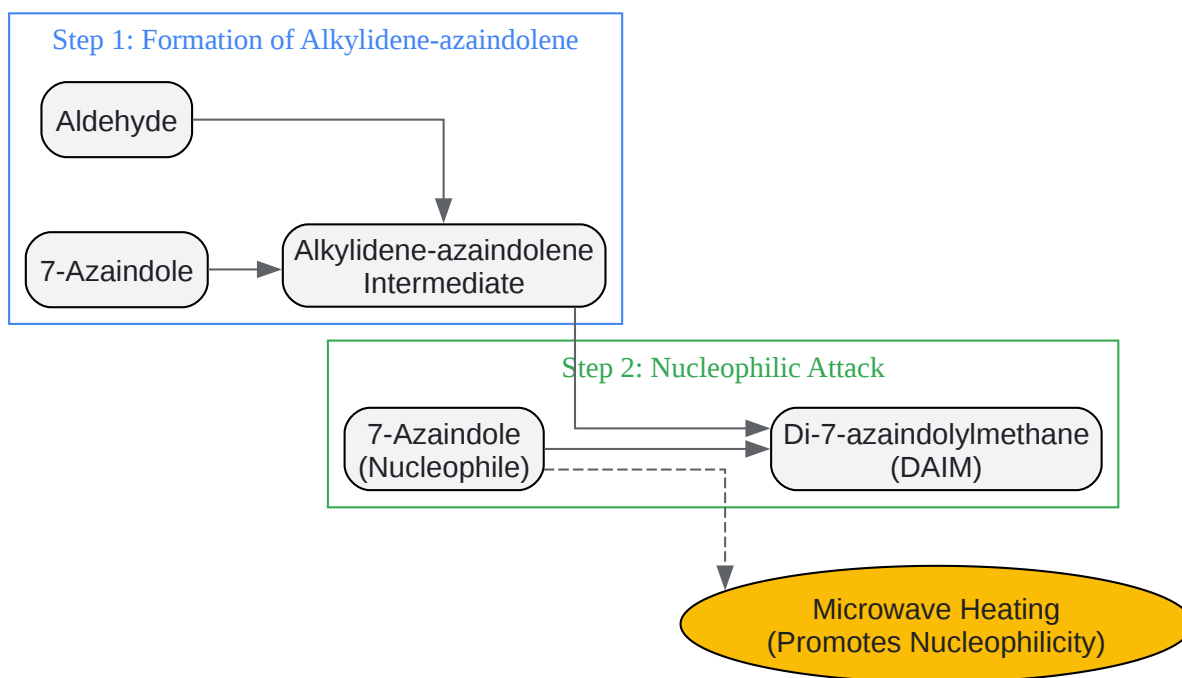 Step 1: Formation of Alkylidene-azaindolene
Aldehyde
7-Azaindole
Alkylidene-azaindolene
Intermediate
Step 2: Nucleophilic Attack
7-Azaindole
(Nucleophile)
Di-7-azaindolylmethane
(DAIM)
Microwave Heating
(Promotes Nucleophilicity)